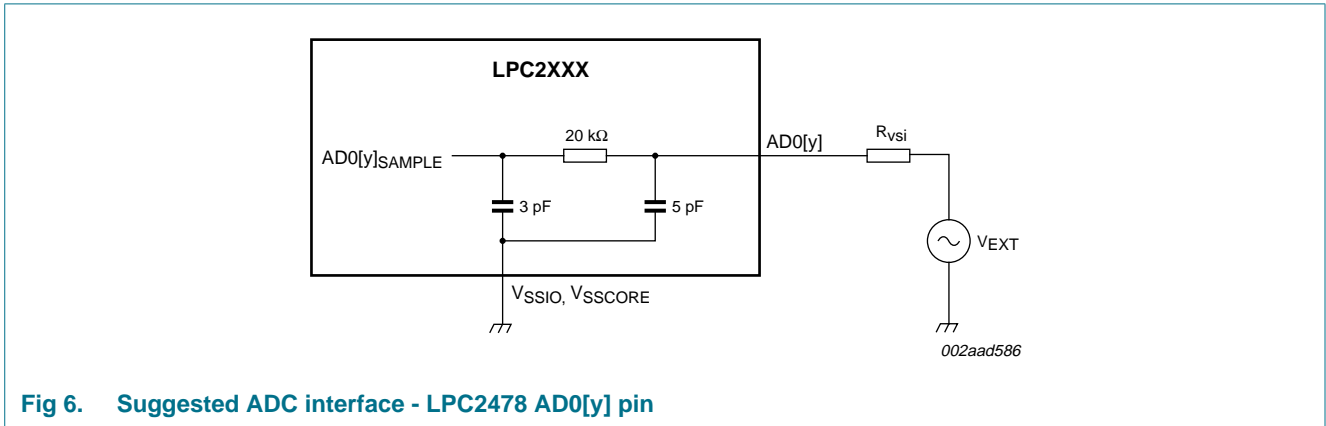 LPC2XXX
20 kΩ
AD0[y]
Rvsi
AD0[y]SAMPLE
3 pF
5 pF
VEXT
VSSIO, VSSCORE
002aad586
Fig 6. Suggested ADC interface - LPC2478 AD0[y] pin